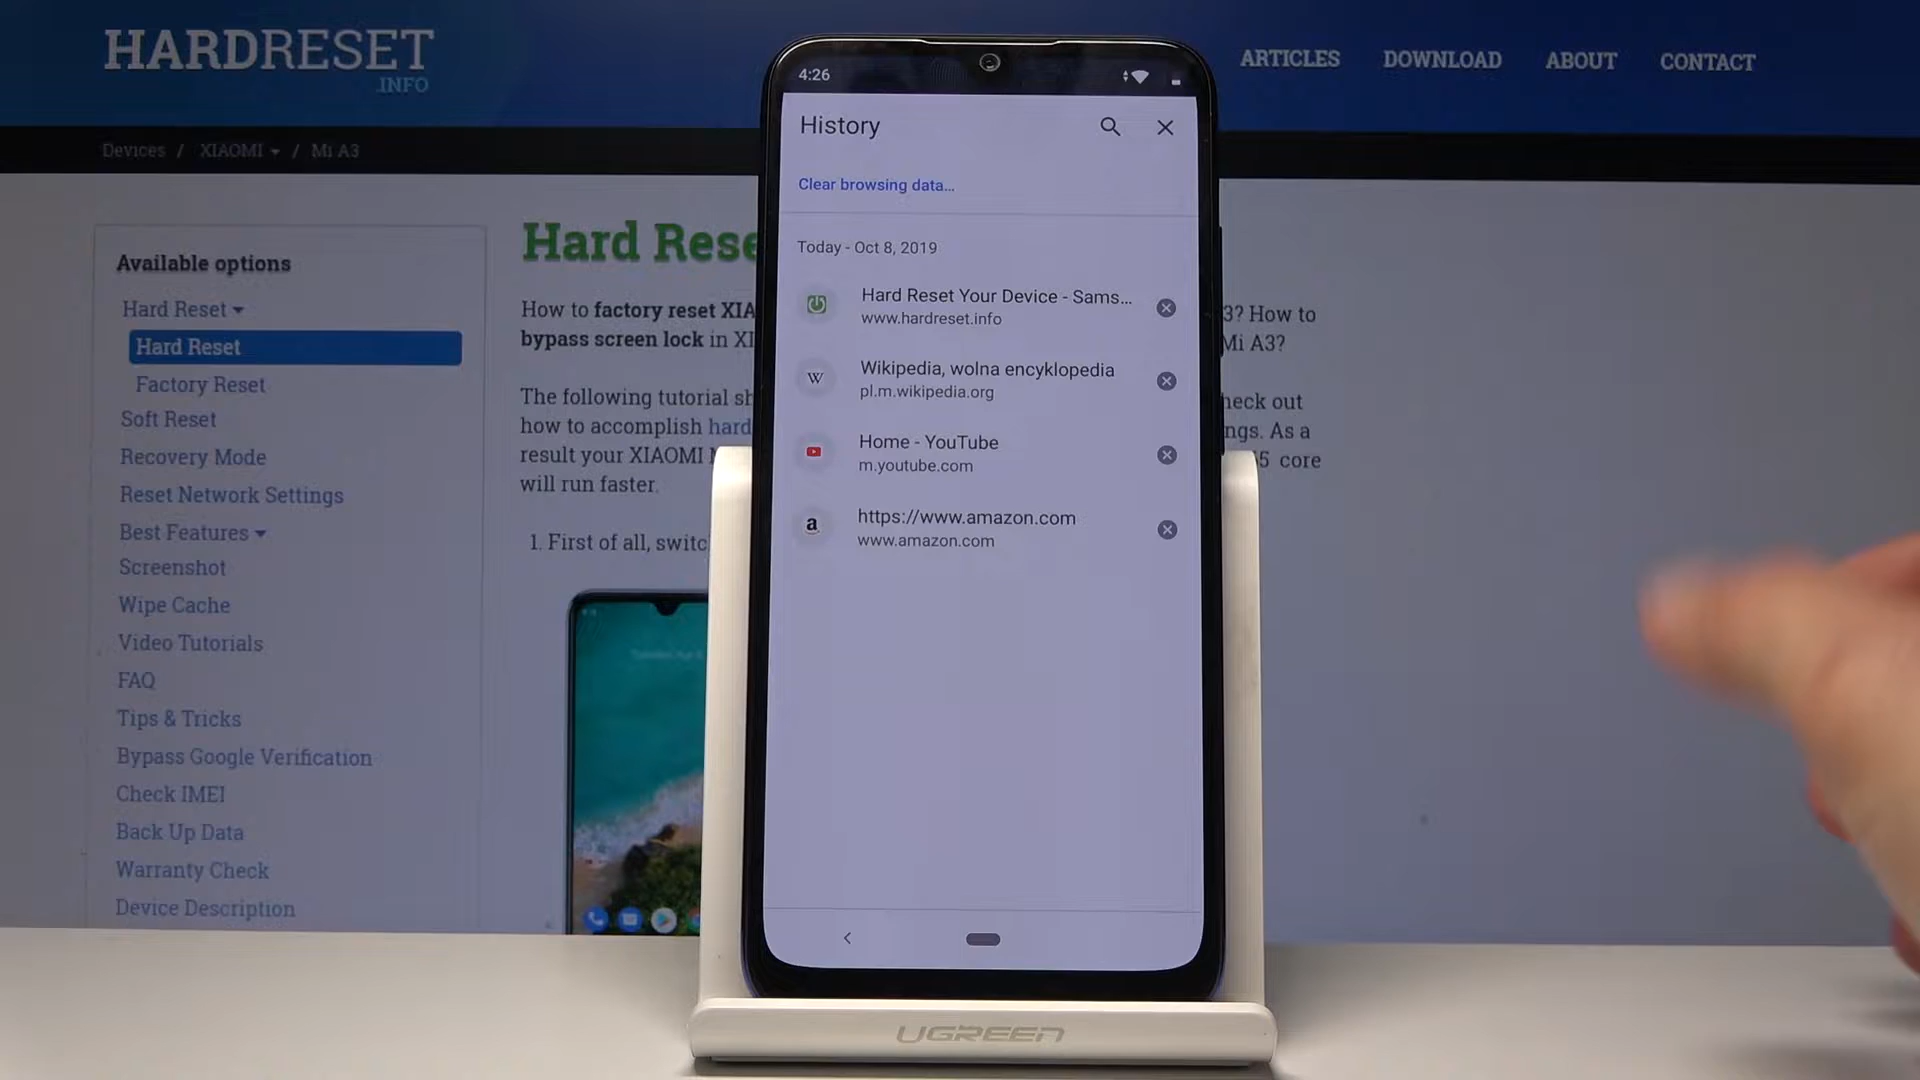 HARDRESET
.INFO
ARTICLES
DOWNLOAD
ABOUT
CONTACT
Devices / XIAOMI / Mi A3
Available options
Hard Reset
Hard Reset
Factory Reset
Soft Reset
Recovery Mode
Reset Network Settings
Best Features
Screenshot
Wipe Cache
Video Tutorials
FAQ
Tips & Tricks
Bypass Google Verification
Check IMEI
Back Up Data
Warranty Check
Device Description
Hard Rese
How to factory reset XIA
bypass screen lock in XI
The following tutorial sh
how to accomplish hard
result your XIAOMI
will run faster.
1. First of all, switc
3? How to
Mi A3?
heck out
ngs. As a
core
4:26
History
Clear browsing data...
Today - Oct 8, 2019
Hard Reset Your Device - Sams...
www.hardreset.info
W
Wikipedia, wolna encyklopedia
pl.m.wikipedia.org
Home - YouTube
m.youtube.com
a
https://www.amazon.com
www.amazon.com
UGREEN